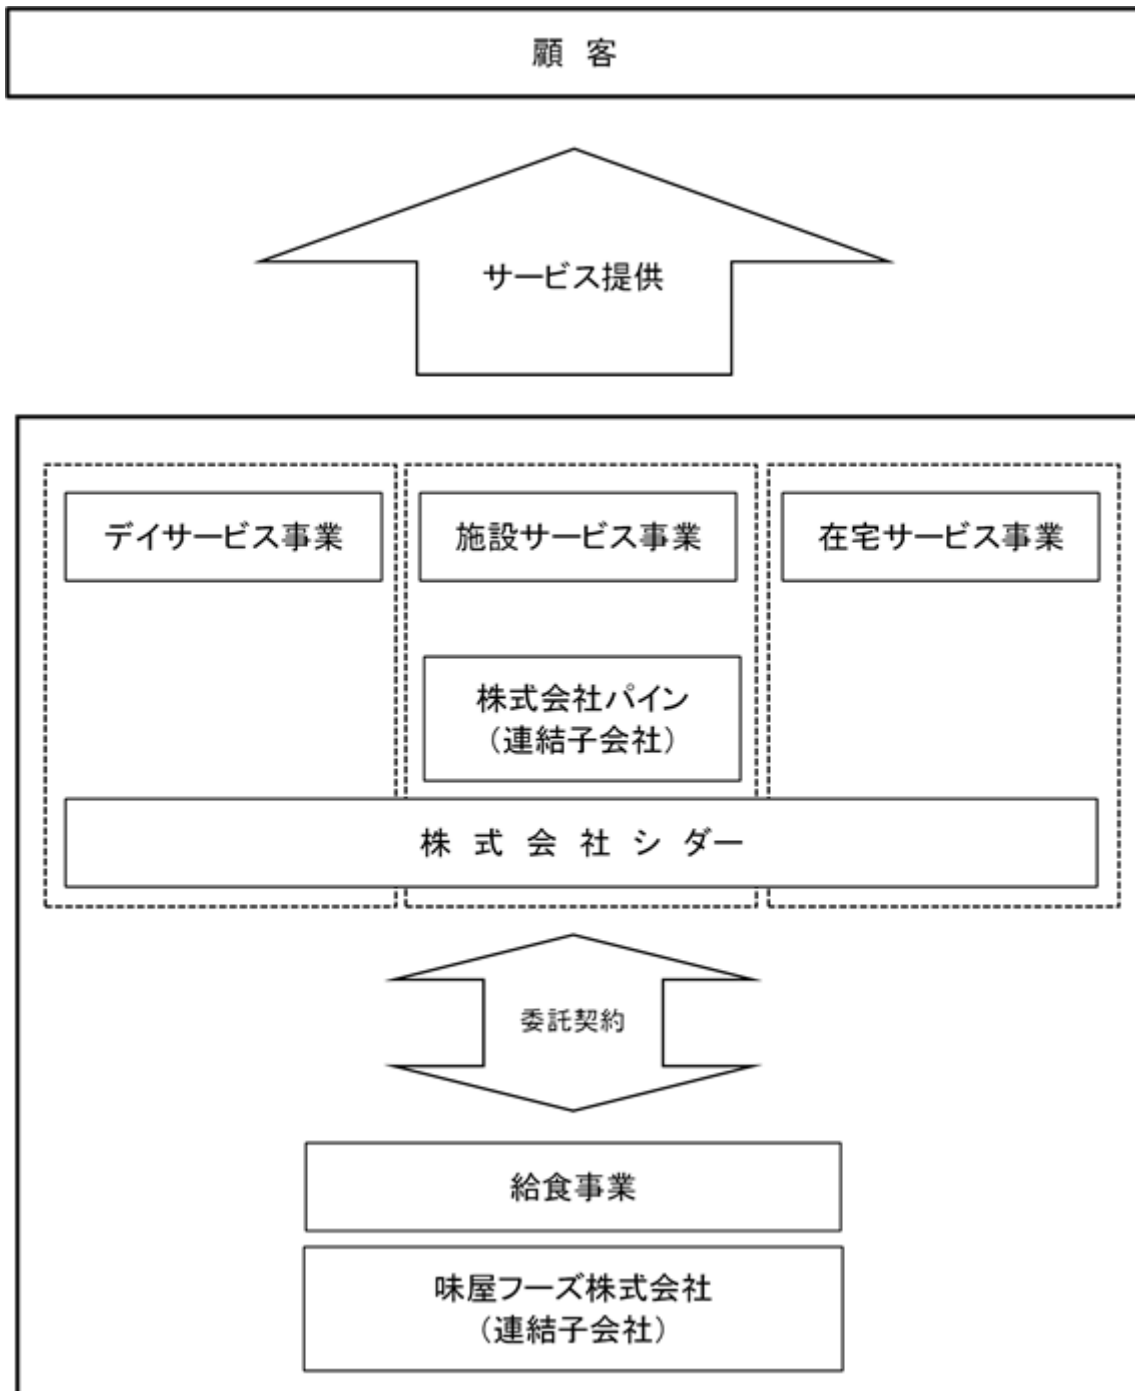 顧 客
サービス提供
デイサービス事業
施設サービス事業
在宅サービス事業
株式会社パイン
（連結子会社）
株 式 会 社 シ ダー
委託契約
給食事業
味屋フーズ株式会社
（連結子会社）